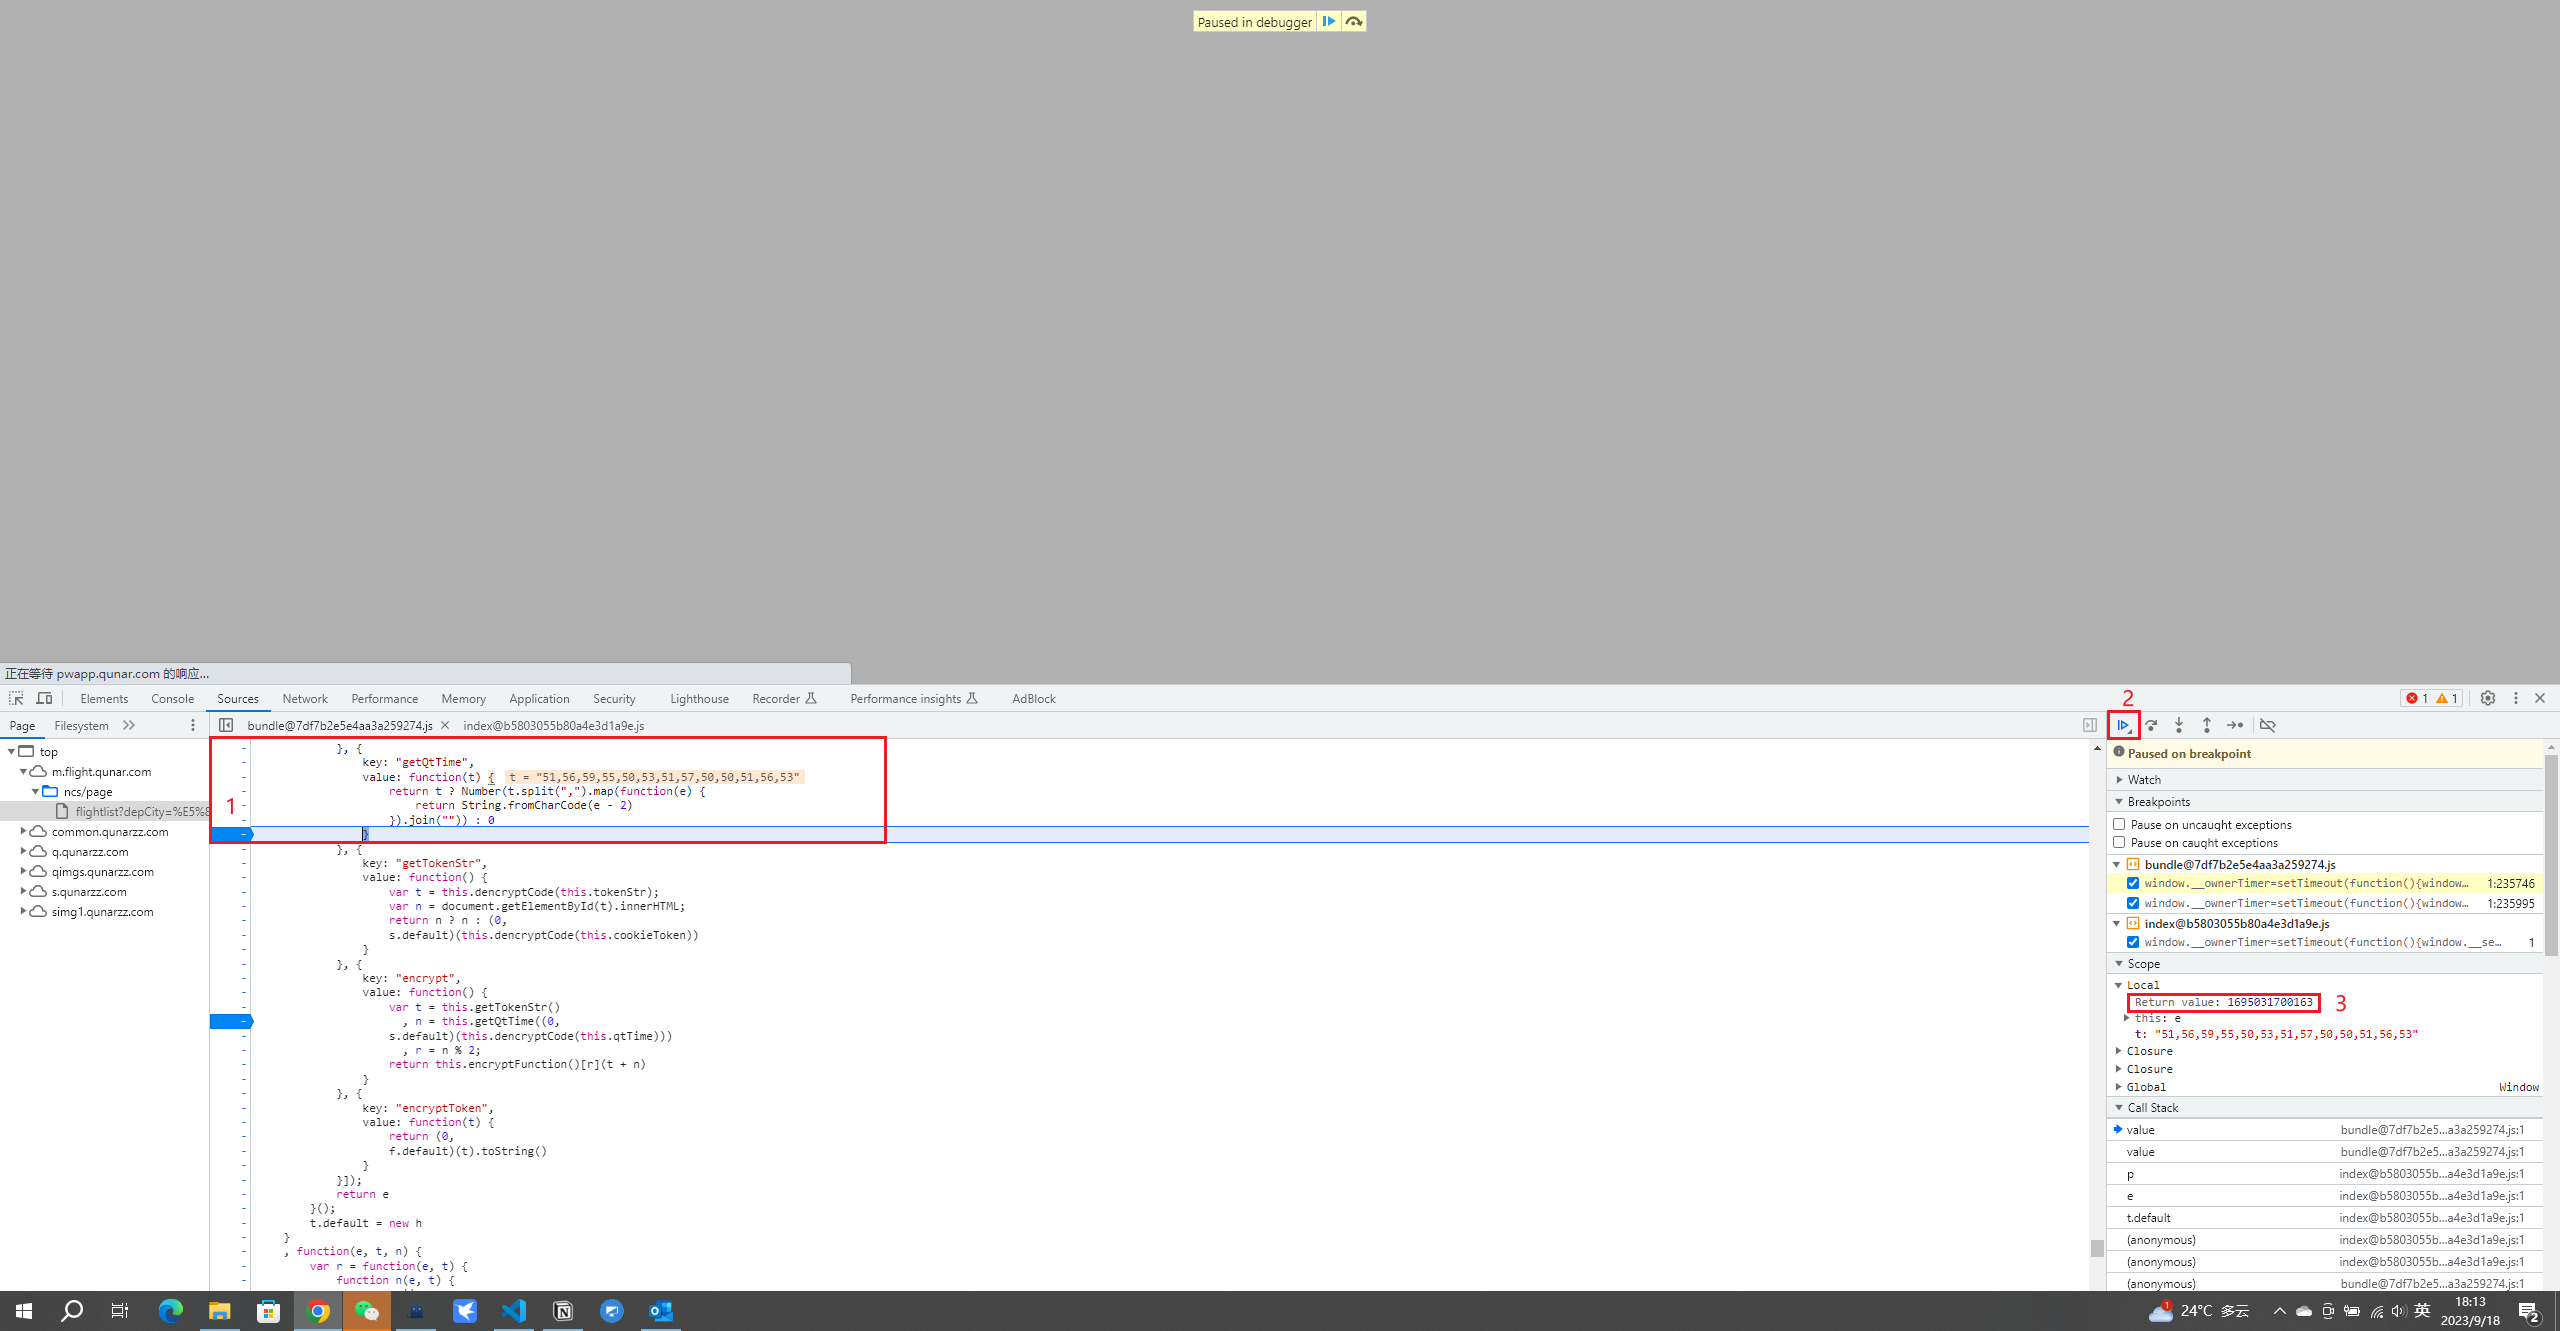 Paused in debugger
正在等待 pwapp.qunar.com 的响应...
Elements Console Sources Network Performance Memory Application Security Lighthouse Recorder Performance insights AdBlock
1 1
2
Page Filesystem
bundle@7df7b2e5e4aa3a259274.js index@b5803055b80a4e3d1a9e.js
top
m.flight.qunar.com
ncs/page
flightlist?depCity=%E5%8
common.qunarzz.com
q.qunarzz.com
qimgs.qunarzz.com
s.qunarzz.com
simg1.qunarzz.com
1
}, {
key: "getQtTime",
value: function(t) { t = "51,56,59,55,50,53,51,57,50,50,51,56,53"
return t ? Number(t.split(",").map(function(e) {
return String.fromCharCode(e - 2)
}).join("")) : 0
}
}, {
key: "getTokenStr",
value: function() {
var t = this.dencryptCode(this.tokenStr);
var n = document.getElementById(t).innerHTML;
return n ? n : (0,
s.default)(this.dencryptCode(this.cookieToken))
}
}, {
key: "encrypt",
value: function() {
var t = this.getTokenStr()
, n = this.getQtTime((0,
s.default)(this.dencryptCode(this.qtTime)))
, r = n % 2;
return this.encryptFunction()[r](t + n)
}
}, {
key: "encryptToken",
value: function(t) {
return (0,
f.default)(t).toString()
}
}]);
return e
}();
t.default = new h
}
, function(e, t, n) {
var r = function(e, t) {
function n(e, t) {
Paused on breakpoint
Watch
Breakpoints
Pause on uncaught exceptions
Pause on caught exceptions
bundle@7df7b2e5e4aa3a259274.js
window.__ownerTimer=setTimeout(function(){window… 1:235746
window.__ownerTimer=setTimeout(function(){window… 1:235995
index@b5803055b80a4e3d1a9e.js
window.__ownerTimer=setTimeout(function(){window.__se… 1
Scope
Local
Return value: 1695031700163 3
this: e
t: "51,56,59,55,50,53,51,57,50,50,51,56,53"
Closure
Closure
Global Window
Call Stack
value bundle@7df7b2e5…a3a259274.js:1
value bundle@7df7b2e5…a3a259274.js:1
p index@b5803055b…a4e3d1a9e.js:1
e index@b5803055b…a4e3d1a9e.js:1
t.default index@b5803055b…a4e3d1a9e.js:1
(anonymous) index@b5803055b…a4e3d1a9e.js:1
(anonymous) index@b5803055b…a4e3d1a9e.js:1
(anonymous) bundle@7df7b2e5…a3a259274.js:1
1 24°C 多云 英
18:13
2023/9/18
2